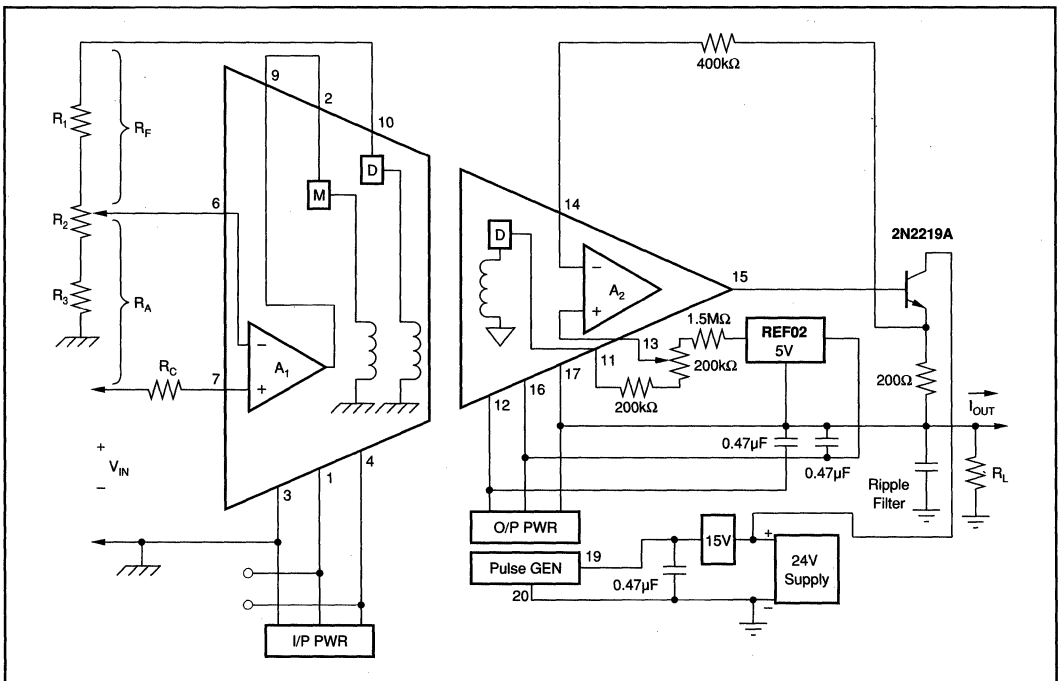 9
2
10
R1
RF
R2
6
R3
RA
M
D
RC
7
−
A1
+
+
VIN
−
3
1
4
I/P PWR
400kΩ
14
D
−
A2
+
15
2N2219A
1.5MΩ
13
11
REF02
5V
200kΩ
17
16
12
200kΩ
200Ω
IOUT
0.47µF
0.47µF
Ripple
Filter
RL
O/P PWR
Pulse GEN
19
20
0.47µF
15V
+
24V
Supply
−